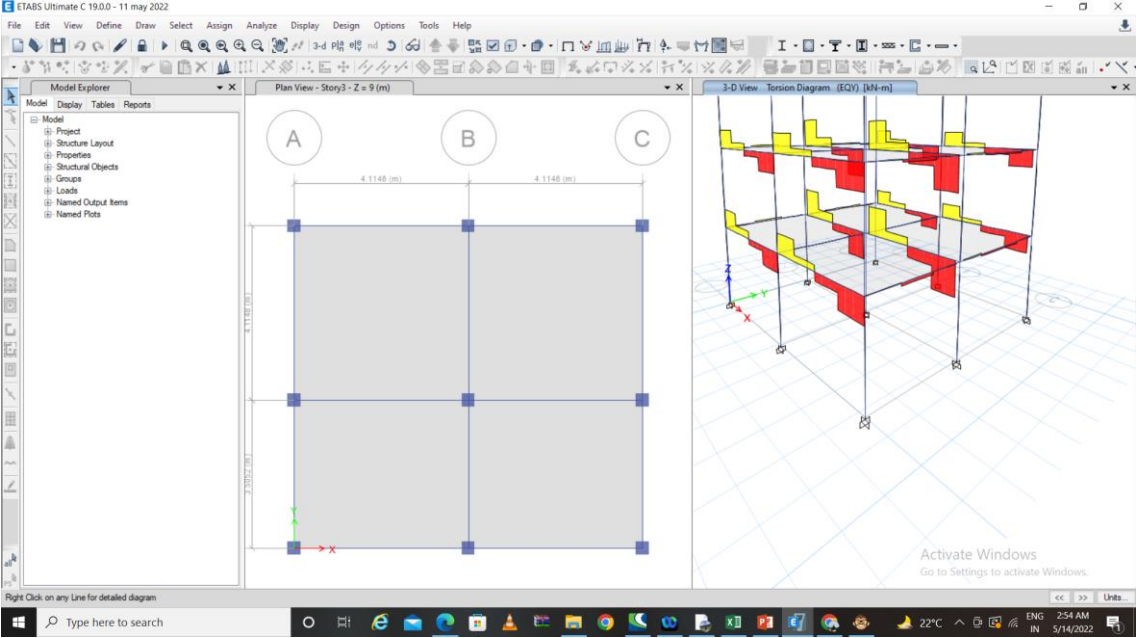 ETABS Ultimate C 19.0.0 - 11 may 2022
File Edit View Define Draw Select Assign Analyze Display Design Options Tools Help
3-d nd
Model Explorer
Plan View - Story3 - Z = 9 (m)
3-D View Torsion Diagram (EQY) [kN-m]
Model Display Tables Reports
Model
Project
Structure Layout
Properties
Structural Objects
Groups
Loads
Named Output Items
Named Plots
A B C
4.1148 (m) 4.1148 (m)
4.1148 (m)
Y
X
Z
Y
X
Activate Windows
Go to Settings to activate Windows.
Right Click on any Line for detailed diagram
<< >> Units...
Type here to search
22°C
ENG
IN
2:54 AM
5/14/2022